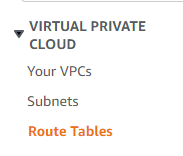 VIRTUAL PRIVATE
CLOUD
Your VPCs
Subnets
Route Tables